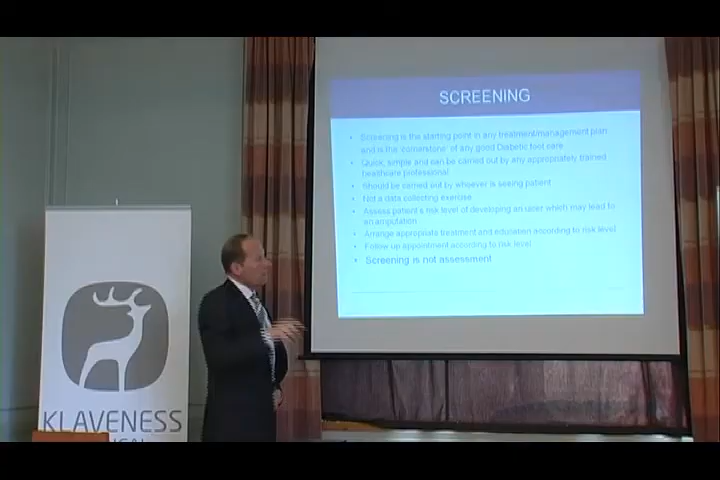 SCREENING
• Screening is the starting point in any treatment/management plan
and is the 'cornerstone' of any good Diabetic foot care
• Quick, simple and can be carried out by any appropriately trained
healthcare professional
• Should be carried out by whoever is seeing patient
• Not a data collecting exercise
• Assess patient's risk level of developing an ulcer which may lead to
an amputation
• Arrange appropriate treatment and education according to risk level
• Follow up appointment according to risk level
• Screening is not assessment
KLAVENESS